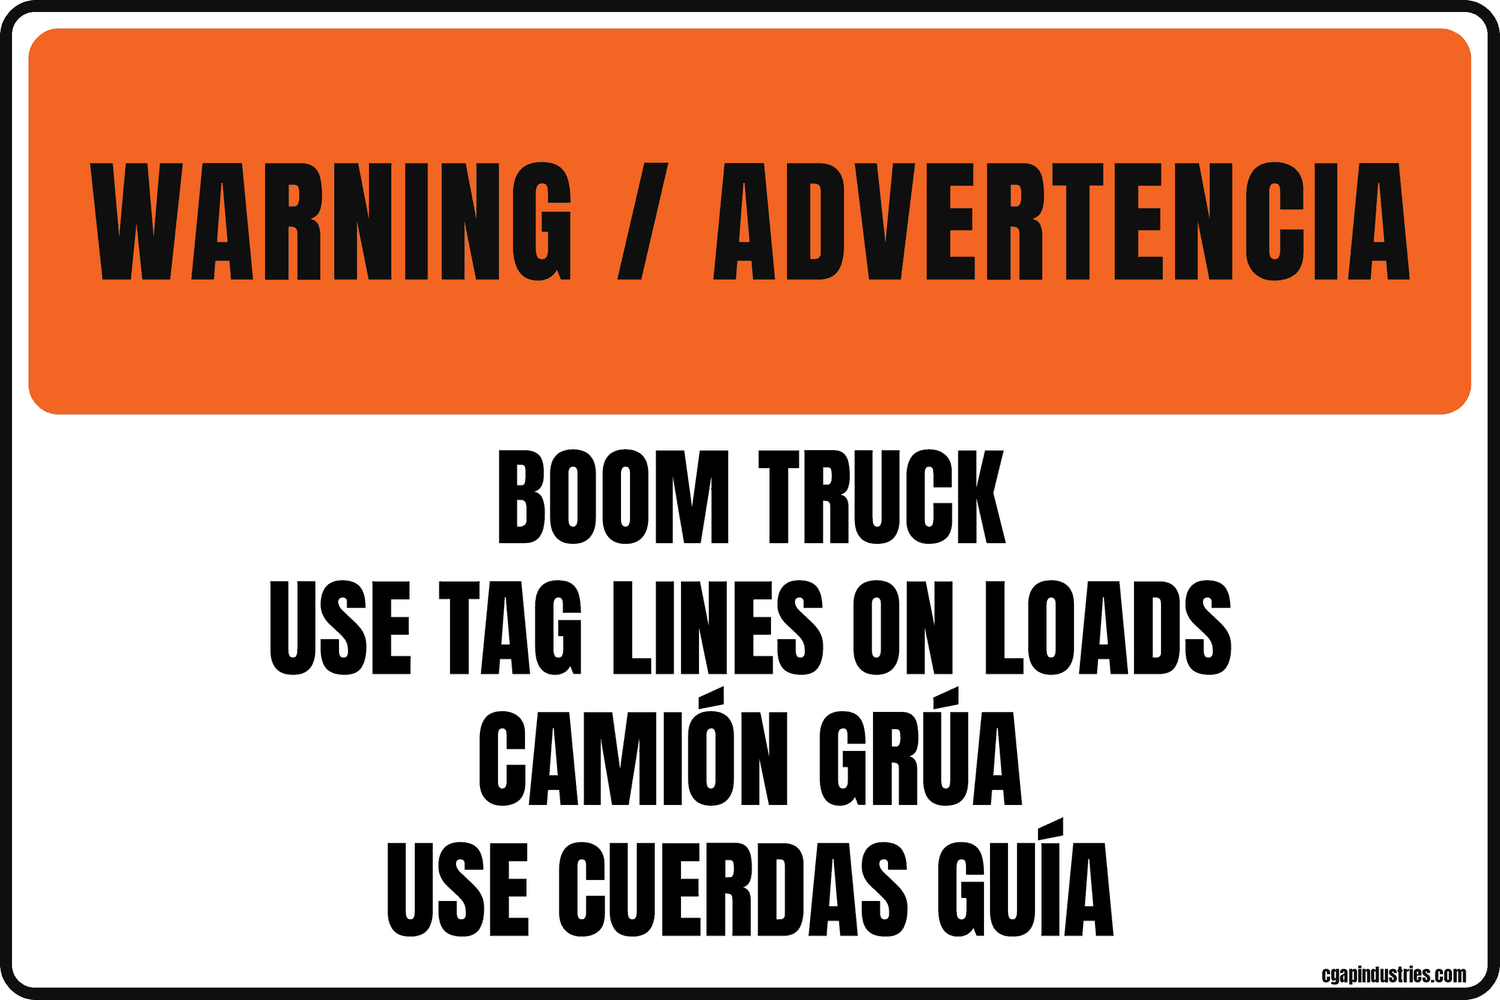 WARNING / ADVERTENCIA
BOOM TRUCK
USE TAG LINES ON LOADS
CAMIÓN GRÚA
USE CUERDAS GUÍA
cgapindustries.com